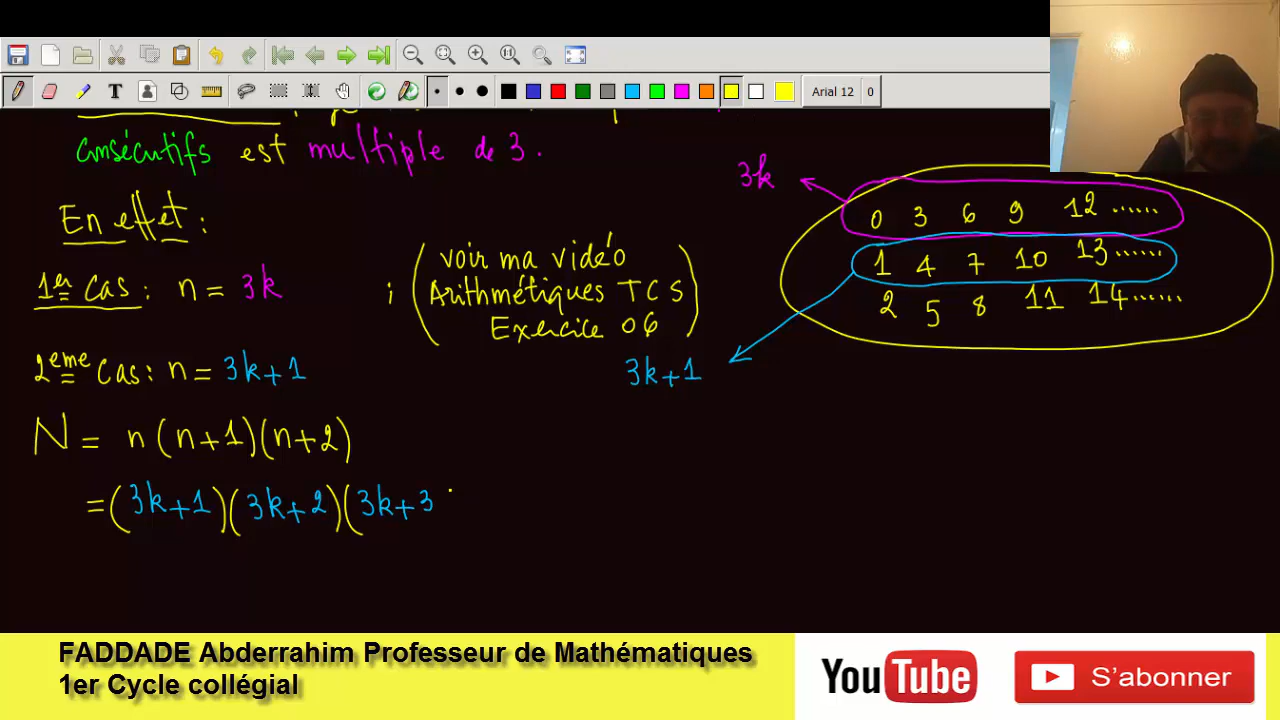 Arial 12 0
consécutifs est multiple de 3.
3k
En effet :
0 3 6 9 12 ......
1 4 7 10 13 ......
2 5 8 11 14 ......
1er Cas : n = 3k ; (voir ma vidéo
Arithmétiques TCS
Exercice 06)
2eme Cas : n = 3k+1
3k+1
N = n(n+1)(n+2)
=(3k+1)(3k+2)(3k+3
FADDADE Abderrahim Professeur de Mathématiques
1er Cycle collégial
YouTube
S'abonner